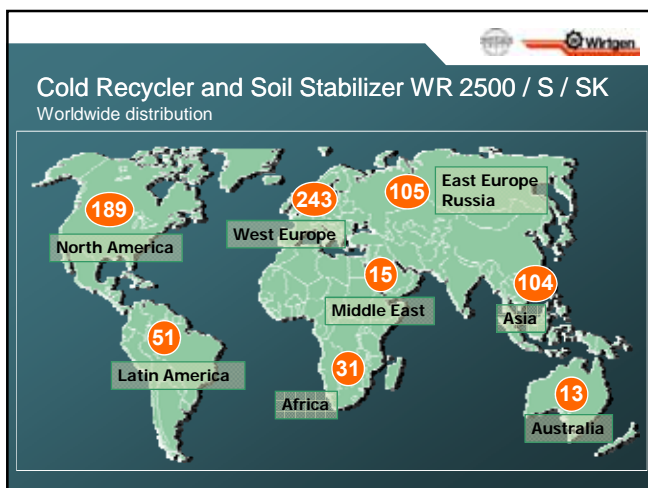 Wirtgen
Cold Recycler and Soil Stabilizer WR 2500 / S / SK
Worldwide distribution
189
North America
243
West Europe
105
East Europe
Russia
15
Middle East
104
Asia
51
Latin America
31
Africa
13
Australia